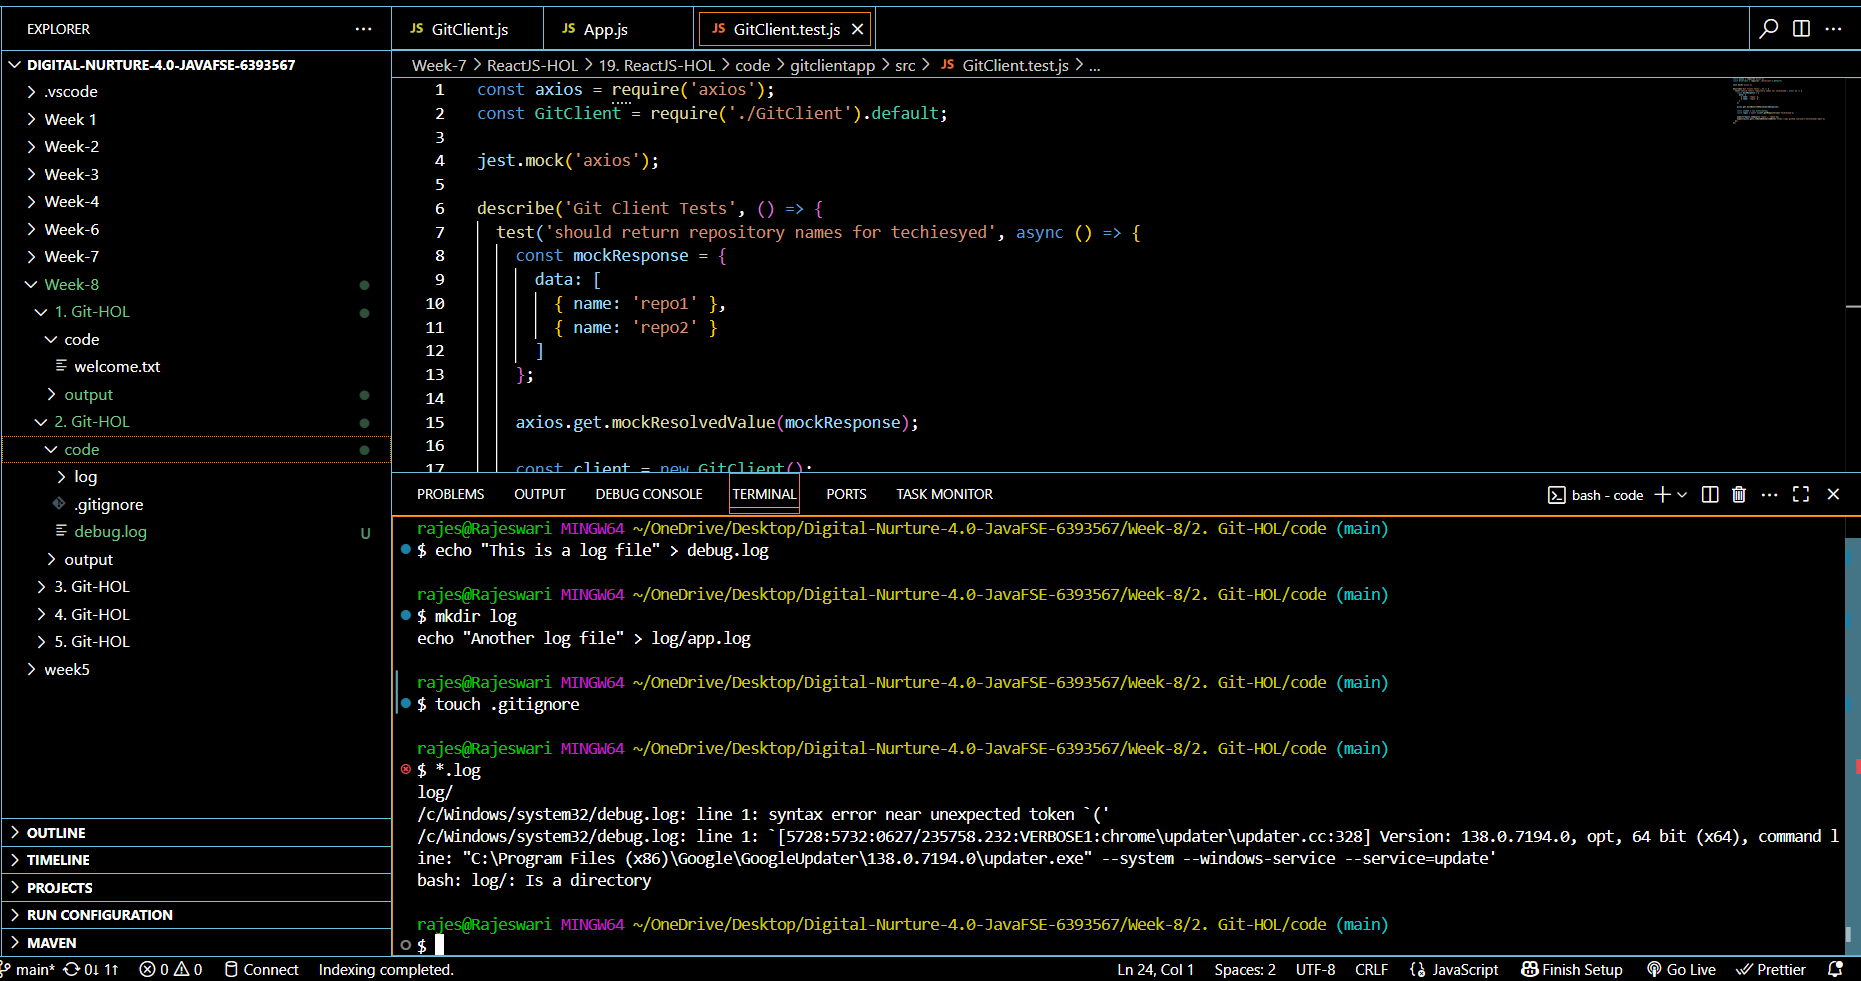 EXPLORER
GitClient.js
App.js
GitClient.test.js
DIGITAL-NURTURE-4.0-JAVAFSE-6393567
.vscode
Week 1
Week-2
Week-3
Week-4
Week-6
Week-7
Week-8
1. Git-HOL
code
welcome.txt
output
2. Git-HOL
code
log
.gitignore
debug.log U
output
3. Git-HOL
4. Git-HOL
5. Git-HOL
week5
OUTLINE
TIMELINE
PROJECTS
RUN CONFIGURATION
MAVEN
Week-7 > ReactJS-HOL > 19. ReactJS-HOL > code > gitclientapp > src > JS GitClient.test.js > ...
1 const axios = require('axios');
2 const GitClient = require('./GitClient').default;
3
4 jest.mock('axios');
5
6 describe('Git Client Tests', () => {
7 test('should return repository names for techiesyed', async () => {
8 const mockResponse = {
9 data: [
10 { name: 'repo1' },
11 { name: 'repo2' }
12 ]
13 };
14
15 axios.get.mockResolvedValue(mockResponse);
16
17 const client = new GitClient();
PROBLEMS OUTPUT DEBUG CONSOLE TERMINAL PORTS TASK MONITOR
bash - code
rajes@Rajeswari MINGW64 ~/OneDrive/Desktop/Digital-Nurture-4.0-JavaFSE-6393567/Week-8/2. Git-HOL/code (main)
$ echo "This is a log file" > debug.log
rajes@Rajeswari MINGW64 ~/OneDrive/Desktop/Digital-Nurture-4.0-JavaFSE-6393567/Week-8/2. Git-HOL/code (main)
$ mkdir log
echo "Another log file" > log/app.log
rajes@Rajeswari MINGW64 ~/OneDrive/Desktop/Digital-Nurture-4.0-JavaFSE-6393567/Week-8/2. Git-HOL/code (main)
$ touch .gitignore
rajes@Rajeswari MINGW64 ~/OneDrive/Desktop/Digital-Nurture-4.0-JavaFSE-6393567/Week-8/2. Git-HOL/code (main)
$ *.log
log/
/c/Windows/system32/debug.log: line 1: syntax error near unexpected token `('
/c/Windows/system32/debug.log: line 1: `[5728:5732:0627/235758.232:VERBOSE1:chrome\updater\updater.cc:328] Version: 138.0.7194.0, opt, 64 bit (x64), command l
ine: "C:\Program Files (x86)\Google\GoogleUpdater\138.0.7194.0\updater.exe" --system --windows-service --service=update'
bash: log/: Is a directory
rajes@Rajeswari MINGW64 ~/OneDrive/Desktop/Digital-Nurture-4.0-JavaFSE-6393567/Week-8/2. Git-HOL/code (main)
$
main* 0↓ 1↑ 0 0 Connect Indexing completed. Ln 24, Col 1 Spaces: 2 UTF-8 CRLF JavaScript Finish Setup Go Live Prettier